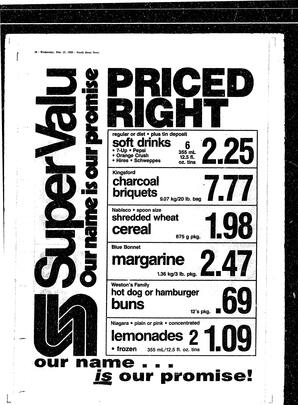 SuperValu
Our name is our promise
PRICED
RIGHT
regular or diet • plus tin deposit
soft drinks
• 7-Up • Pepsi
• Orange Crush
• Hires • Schweppes
6
355 mL
12.5 fl.
oz. tins
2.25
Kingsford
charcoal
briquets
9.07 kg/20 lb. bag
7.77
Nabisco • spoon size
shredded wheat
cereal
675 g pkg.
1.98
Blue Bonnet
margarine
1.36 kg/3 lb. pkg.
2.47
Weston's Family
hot dog or hamburger
buns
12's pkg.
.69
Niagara • plain or pink • concentrated
lemonades
• frozen
355 mL/12.5 fl. oz. tins
2
1.09
our name . . .
is our promise!